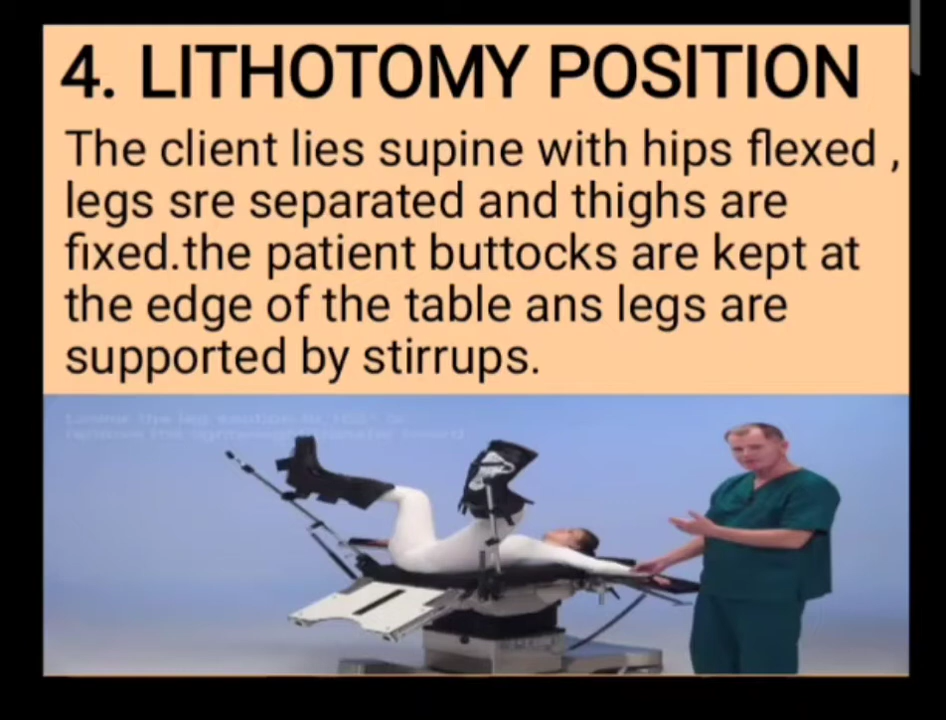 4. LITHOTOMY POSITION
The client lies supine with hips flexed ,
legs sre separated and thighs are
fixed.the patient buttocks are kept at
the edge of the table ans legs are
supported by stirrups.